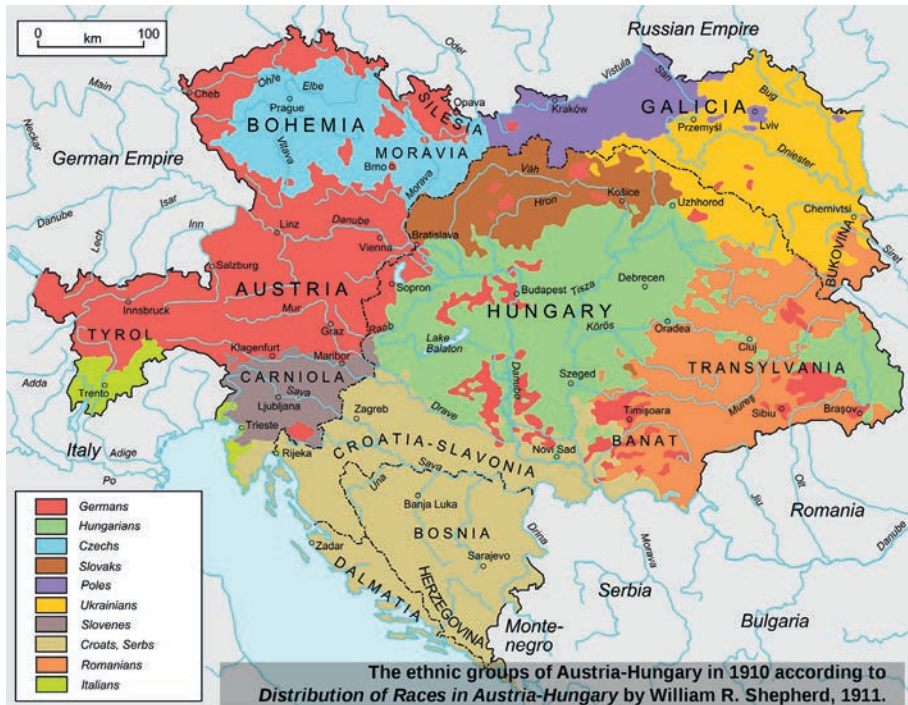 0 100
km
Russian Empire
Oder
Main
Ohře
Elbe
Cheb
Prague
Vistula
San
Bug
SILESIA
Opava
Kraków
GALICIA
BOHEMIA
Neckar
Przemyśl
Lviv
Vltava
MORAVIA
German Empire
Brno
Dniester
Morava
Váh
Košice
Danube
Isar
Hron
Uzhhorod
Chernivtsi
Inn
Lech
Linz
Danube
Vienna
Bratislava
BUKOVINA
Siret
Salzburg
AUSTRIA
Sopron
Budapest
Tisza
Debrecen
Innsbruck
Mur
HUNGARY
TYROL
Graz
Raab
Körös
Oradea
Klagenfurt
Maribor
Lake
Balaton
Cluj
Adda
Trento
CARNIOLA
Szeged
TRANSYLVANIA
Sava
Danube
Ljubljana
Drave
Mureș
Timișoara
Sibiu
Brașov
Zagreb
Trieste
BANAT
Italy
Adige
Rijeka
CROATIA-SLAVONIA
Novi Sad
Po
Sava
Una
Banja Luka
Olt
Jiu
Drina
Romania
BOSNIA
Morava
Danube
Zadar
Sarajevo
DALMATIA
HERZEGOVINA
Serbia
Monte-
negro
Bulgaria
Germans
Hungarians
Czechs
Slovaks
Poles
Ukrainians
Slovenes
Croats, Serbs
Romanians
Italians
The ethnic groups of Austria-Hungary in 1910 according to
Distribution of Races in Austria-Hungary by William R. Shepherd, 1911.